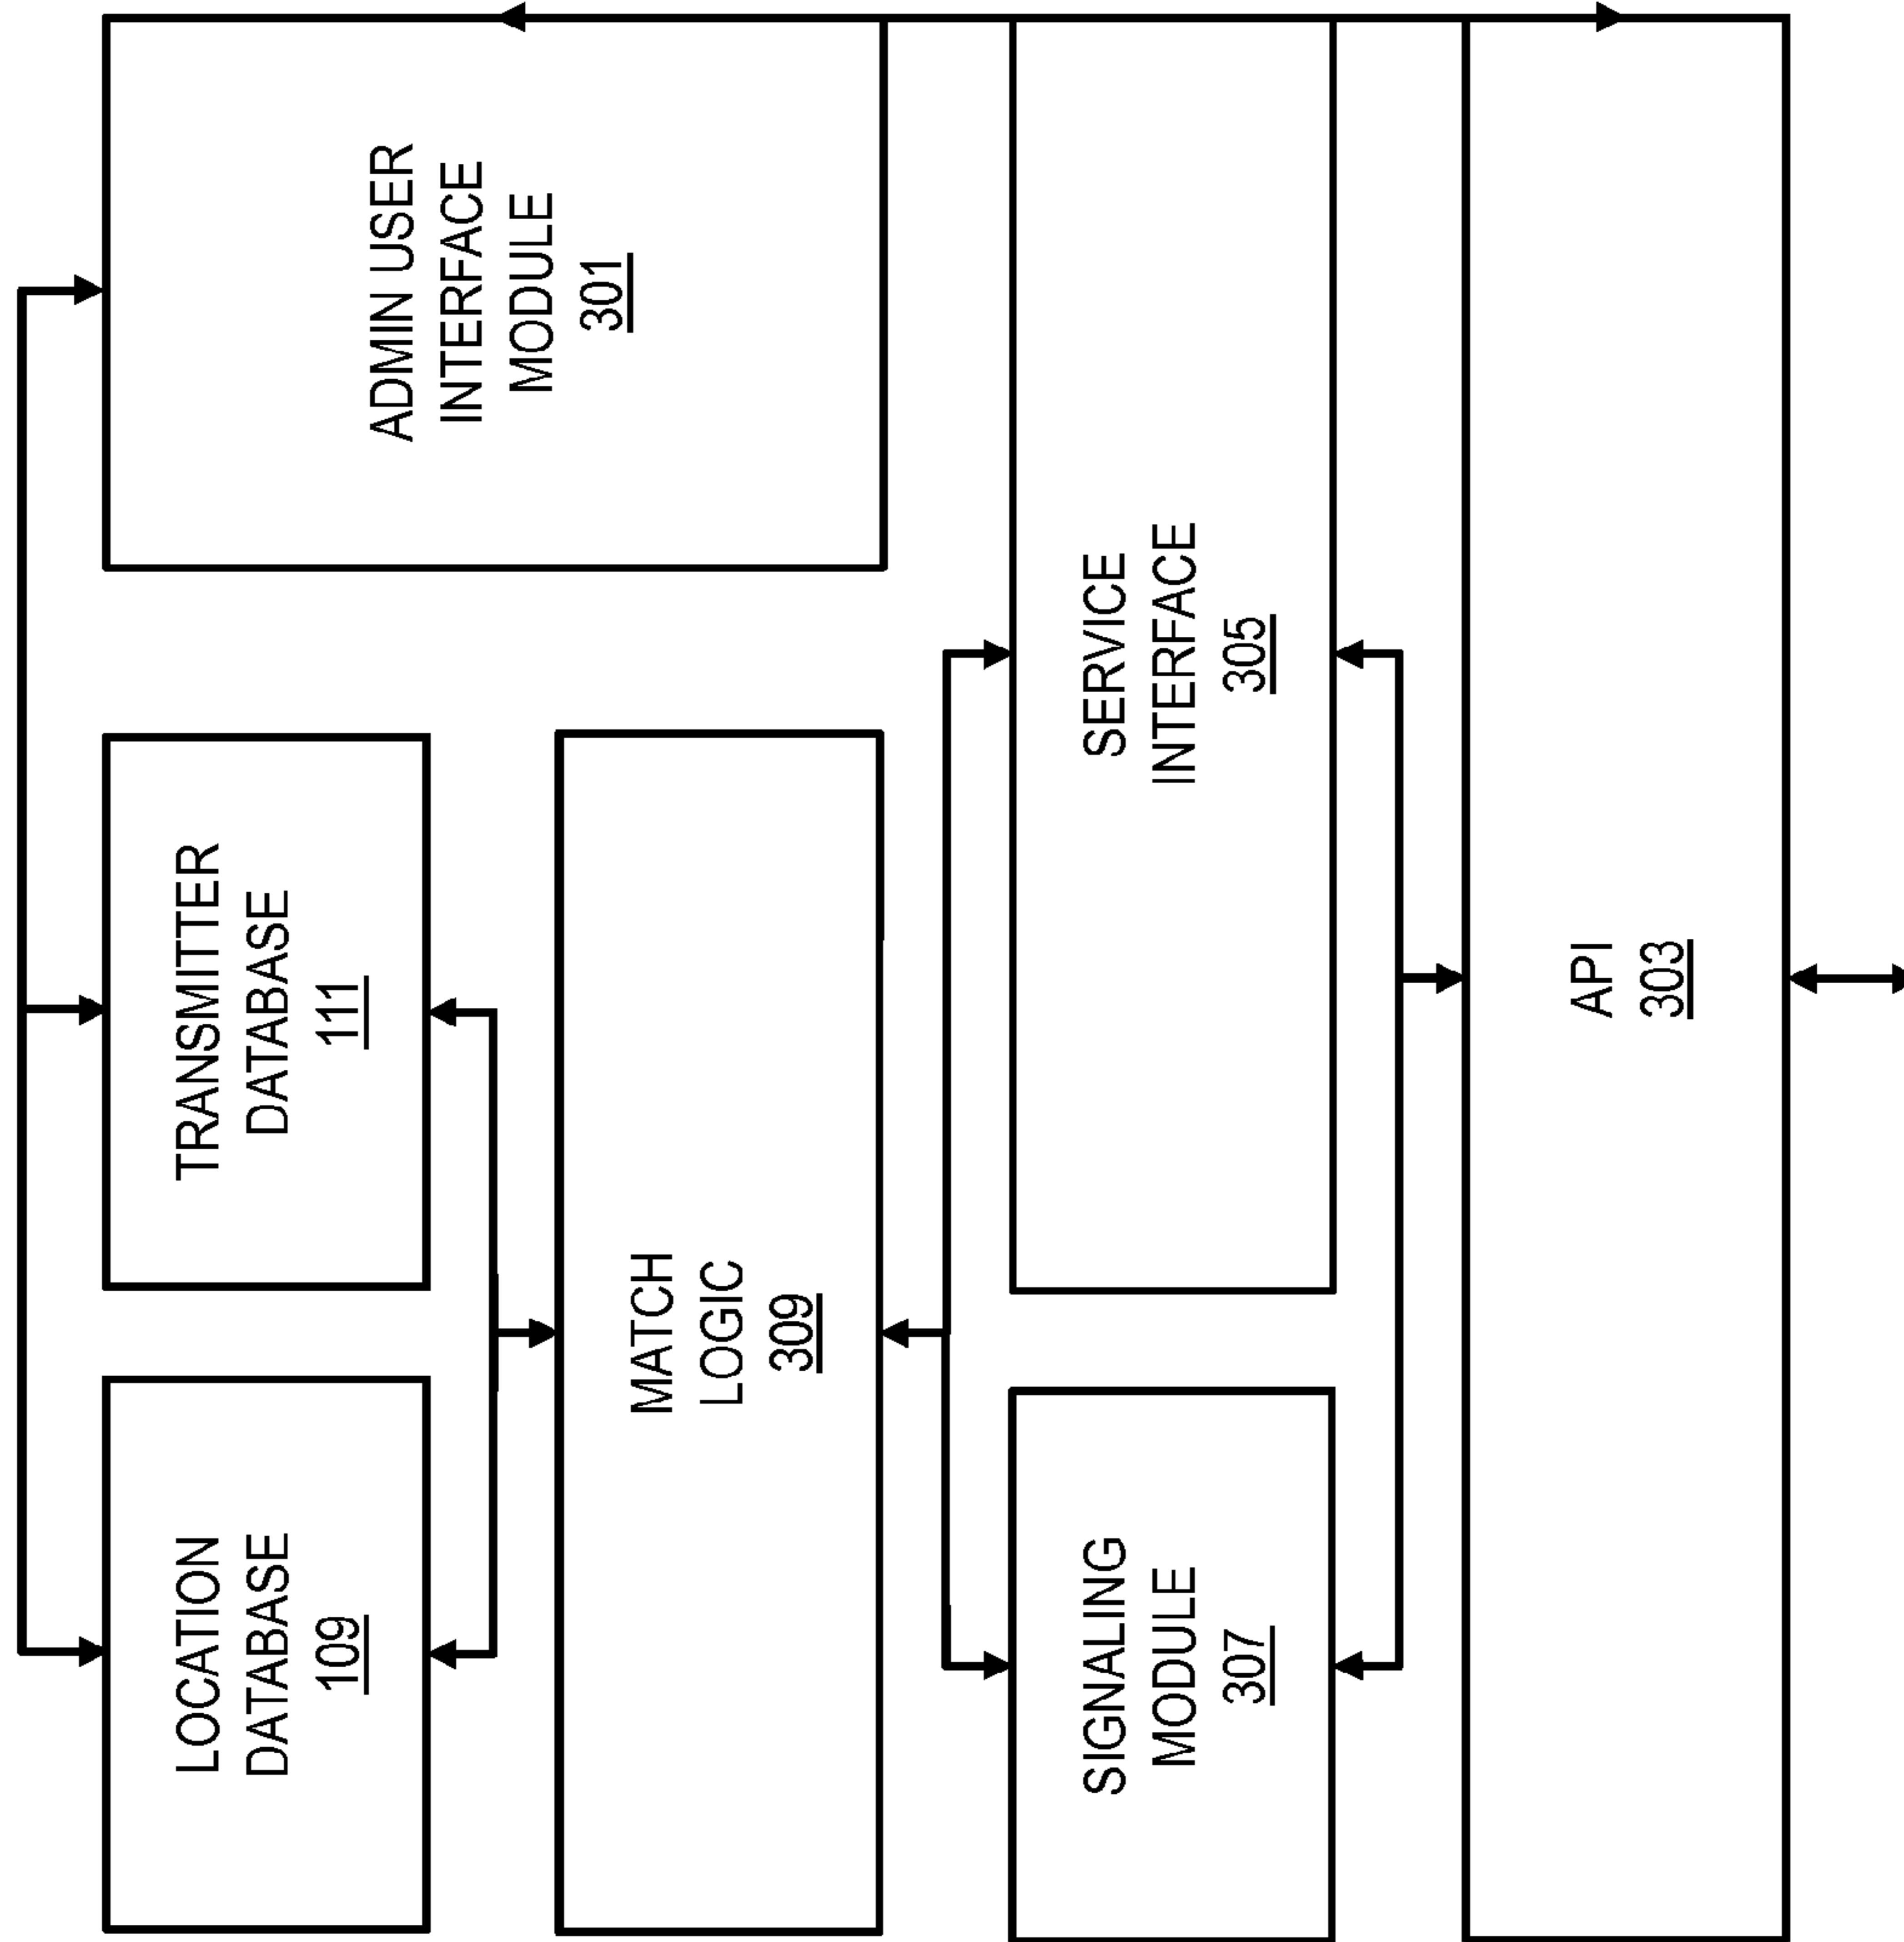 LOCATION
DATABASE
109
TRANSMITTER
DATABASE
111
ADMIN USER
INTERFACE
MODULE
301
MATCH
LOGIC
309
SIGNALING
MODULE
307
SERVICE
INTERFACE
305
API
303